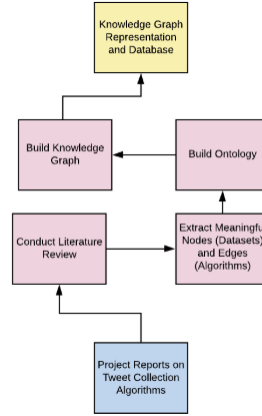 Knowledge Graph
Representation
and Database
Build Knowledge
Graph
Build Ontology
Conduct Literature
Review
Extract Meaningful
Nodes (Datasets)
and Edges
(Algorithms)
Project Reports on
Tweet Collection
Algorithms